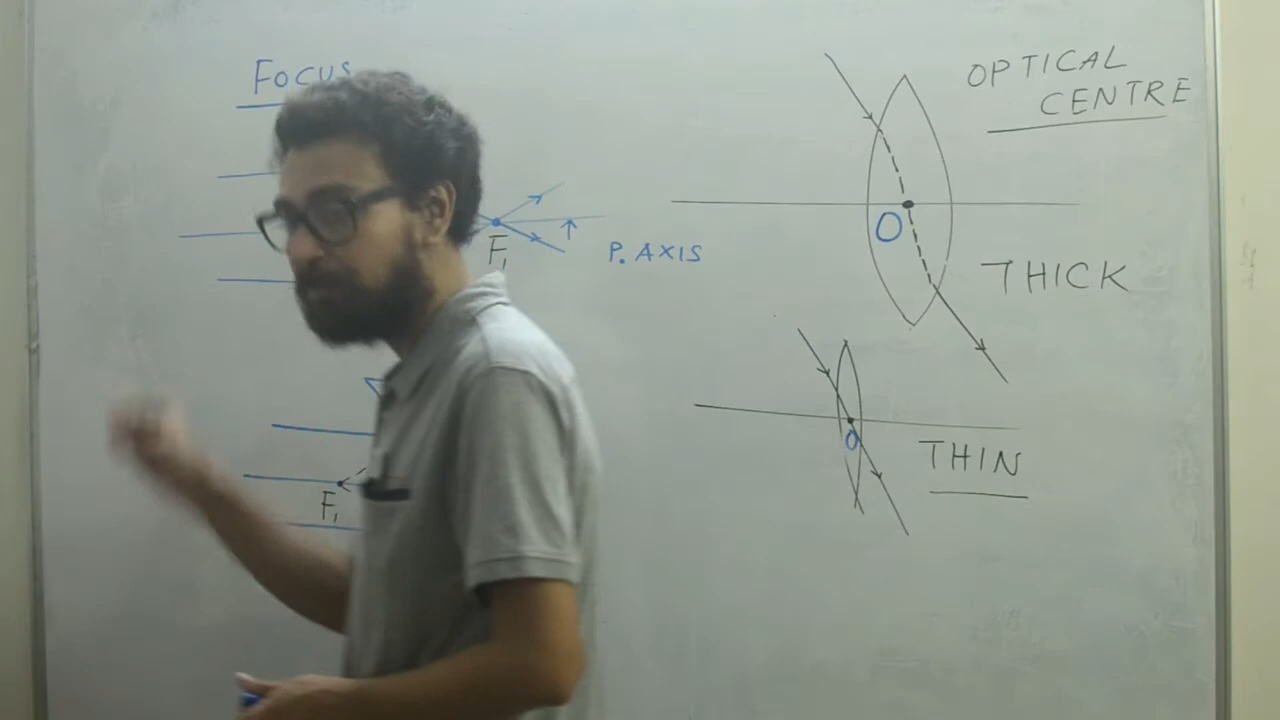 FOCUS
F₁
P. AXIS
F₁
OPTICAL
CENTRE
O
THICK
O
THIN